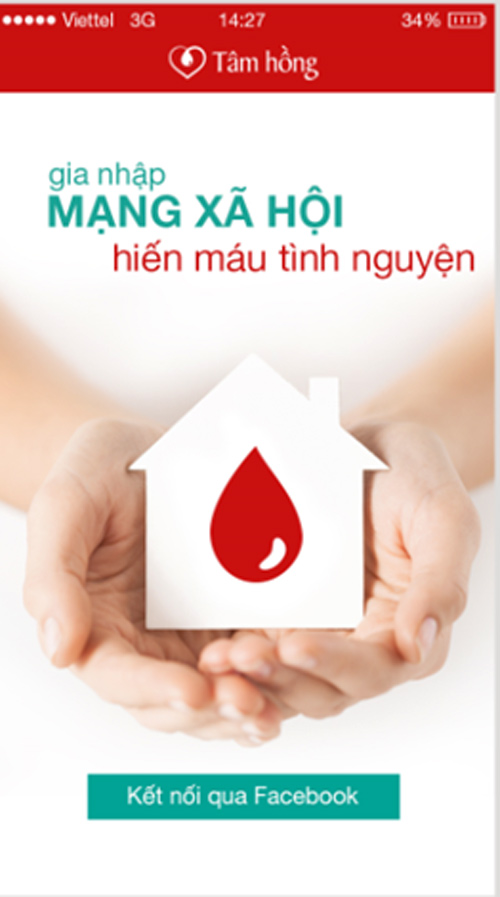 Viettel 3G 14:27 34%
Tâm hồng
gia nhập
MẠNG XÃ HỘI
hiến máu tình nguyện
Kết nối qua Facebook